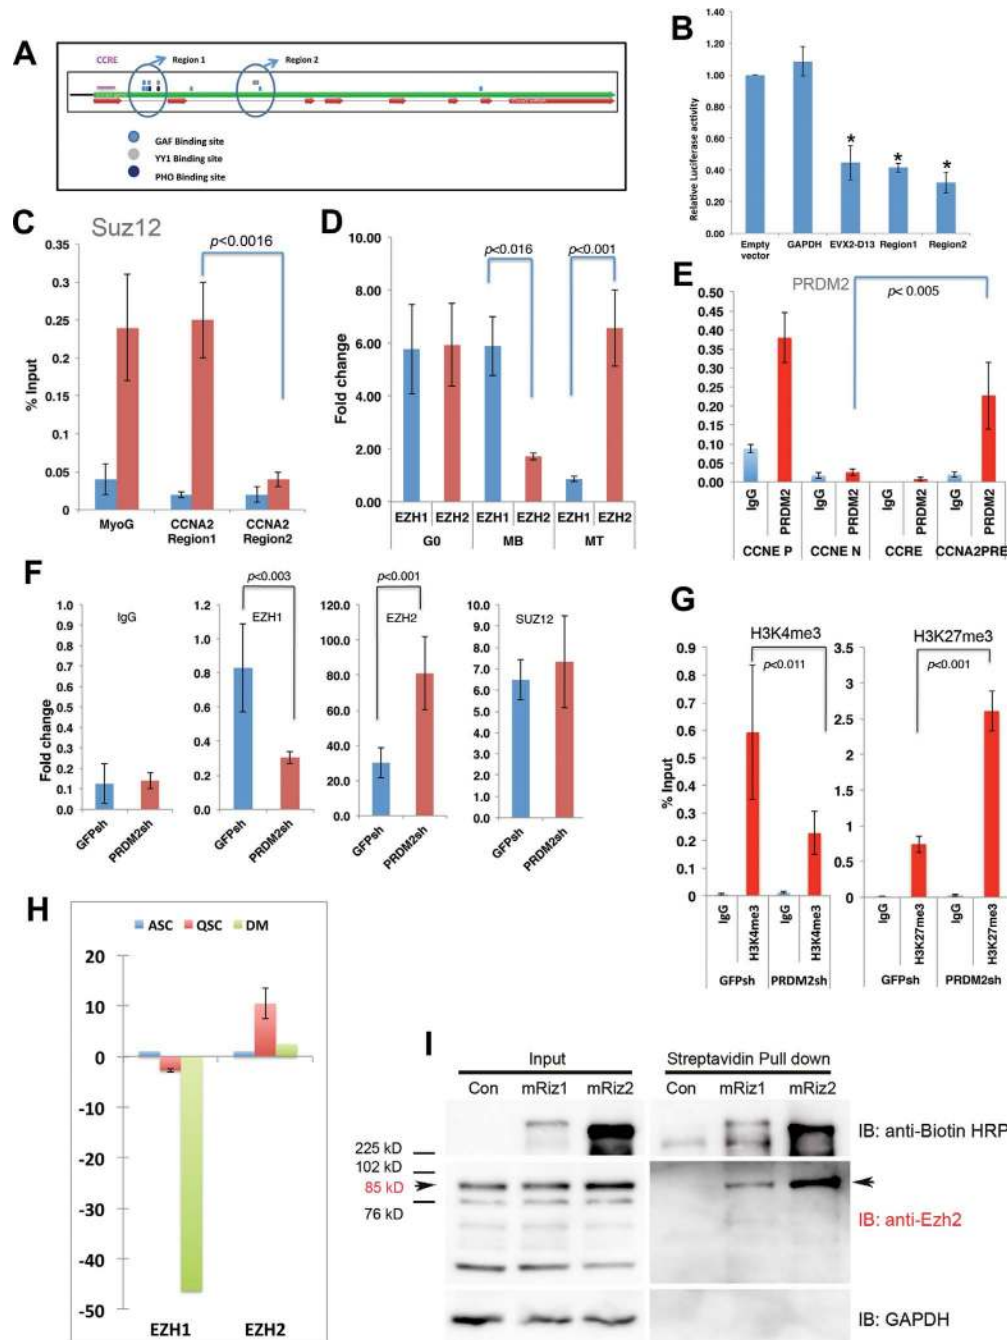 A
CCRE
Region 1
Region 2
GAF Binding site
YY1 Binding site
PHO Binding site
B
Relative Luciferase activity
1.40
1.20
1.00
0.80
0.60
0.40
0.20
0.00
* * *
Empty vector GAPDH EVX2-D13 Region1 Region2
C
Suz12
p<0.0016
% Input
0.35
0.3
0.25
0.2
0.15
0.1
0.05
0
MyoG CCNA2 Region1 CCNA2 Region2
D
Fold change
10.00
8.00
6.00
4.00
2.00
0.00
p<0.016 p<0.001
EZH1 EZH2 EZH1 EZH2 EZH1 EZH2
G0 MB MT
E
PRDM2
p< 0.005
0.50
0.45
0.40
0.35
0.30
0.25
0.20
0.15
0.10
0.05
0.00
IgG PRDM2 IgG PRDM2 IgG PRDM2 IgG PRDM2
CCNE P CCNE N CCRE CCNA2PRE
F
Fold change
IgG
1.0
0.9
0.8
0.7
0.6
0.5
0.4
0.3
0.2
0.1
0.0
GFPsh PRDM2sh
p<0.003
EZH1
1.2
1.0
0.8
0.6
0.4
0.2
0.0
GFPsh PRDM2sh
p<0.001
EZH2
120.0
100.0
80.0
60.0
40.0
20.0
0.0
GFPsh PRDM2sh
SUZ12
10.0
9.0
8.0
7.0
6.0
5.0
4.0
3.0
2.0
1.0
0.0
GFPsh PRDM2sh
G
% Input
H3K4me3
p<0.011
0.9
0.8
0.7
0.6
0.5
0.4
0.3
0.2
0.1
0
IgG H3K4me3 IgG H3K4me3
GFPsh PRDM2sh
H3K27me3
p<0.001
3.5
3
2.5
2
1.5
1
0.5
0
IgG H3K27me3 IgG H3K27me3
GFPsh PRDM2sh
H
ASC QSC DM
20
10
0
-10
-20
-30
-40
-50
EZH1 EZH2
I
Input Streptavidin Pull down
Con mRiz1 mRiz2 Con mRiz1 mRiz2
IB: anti-Biotin HRP
225 kD
102 kD
85 kD
76 kD
IB: anti-Ezh2
IB: GAPDH